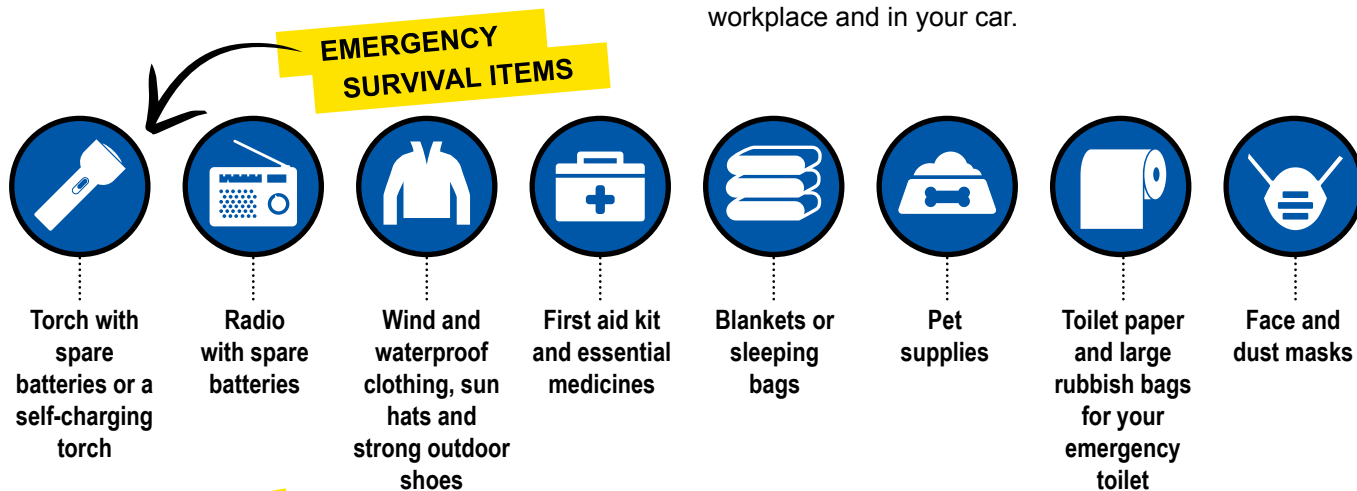 workplace and in your car.
EMERGENCY
SURVIVAL ITEMS
Torch with
spare
batteries or a
self-charging
torch
Radio
with spare
batteries
Wind and
waterproof
clothing, sun
hats and
strong outdoor
shoes
First aid kit
and essential
medicines
Blankets or
sleeping
bags
Pet
supplies
Toilet paper
and large
rubbish bags
for your
emergency
toilet
Face and
dust masks